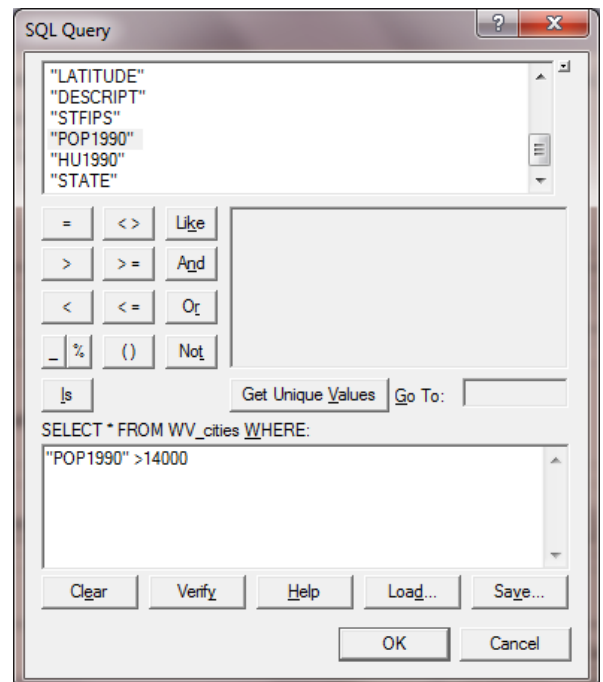 SQL Query
"LATITUDE"
"DESCRIPT"
"STFIPS"
"POP1990"
"HU1990"
"STATE"
= < > Like
> > = And
< < = Or
_ % ( ) Not
Is Get Unique Values Go To:
SELECT * FROM WV_cities WHERE:
"POP1990" >14000
Clear Verify Help Load... Save...
OK Cancel